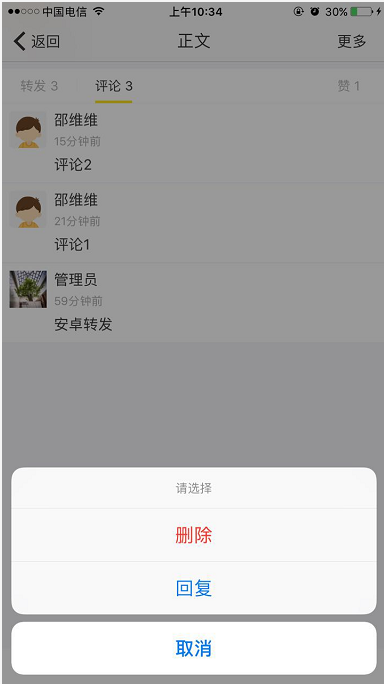 中国电信 上午10:34 30%
返回 正文 更多
转发 3 评论 3 赞 1
邵维维
15分钟前
评论2
邵维维
21分钟前
评论1
管理员
59分钟前
安卓转发
请选择
删除
回复
取消